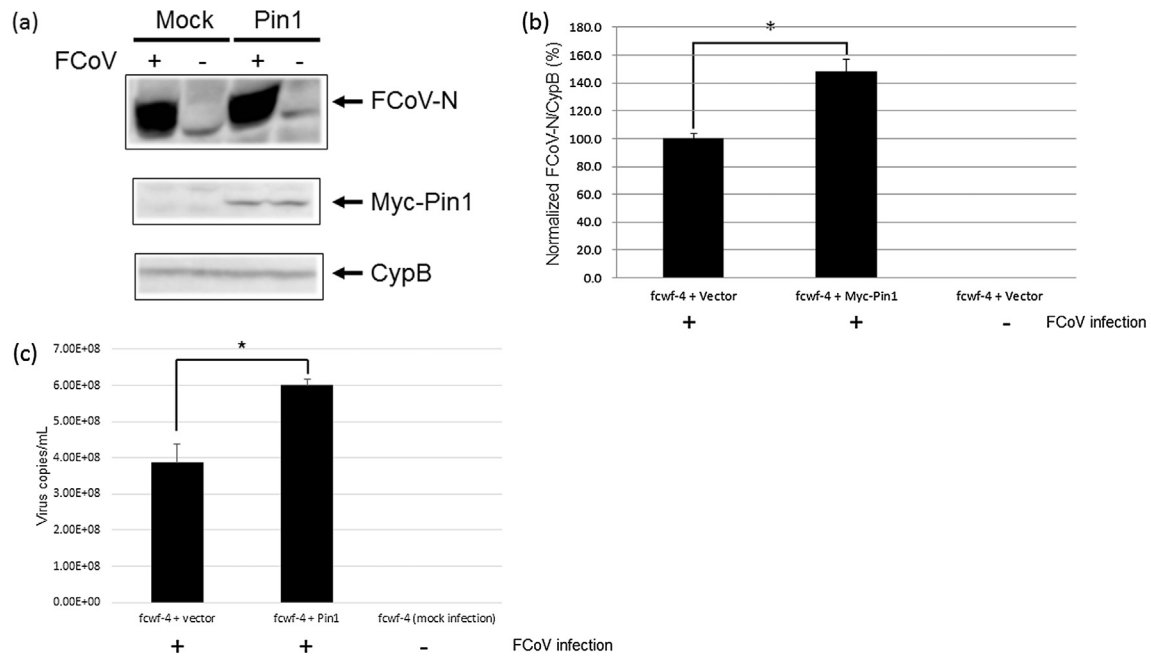 (a)
Mock Pin1
FCoV + - + -
FCoV-N
Myc-Pin1
CypB
(b)
Normalized FCoV-N/CypB (%)
180.0
160.0
140.0
120.0
100.0
80.0
60.0
40.0
20.0
0.0
*
fcwf-4 + Vector fcwf-4 + Myc-Pin1 fcwf-4 + Vector
+ + - FCoV infection
(c)
Virus copies/mL
7.00E+08
6.00E+08
5.00E+08
4.00E+08
3.00E+08
2.00E+08
1.00E+08
0.00E+00
*
fcwf-4 + vector fcwf-4 + Pin1 fcwf-4 (mock infection)
+ + - FCoV infection